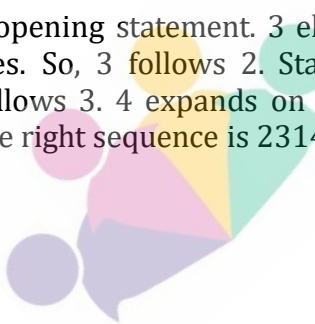 opening statement. 3 el
es. So, 3 follows 2. Sta
llows 3. 4 expands on
e right sequence is 2314